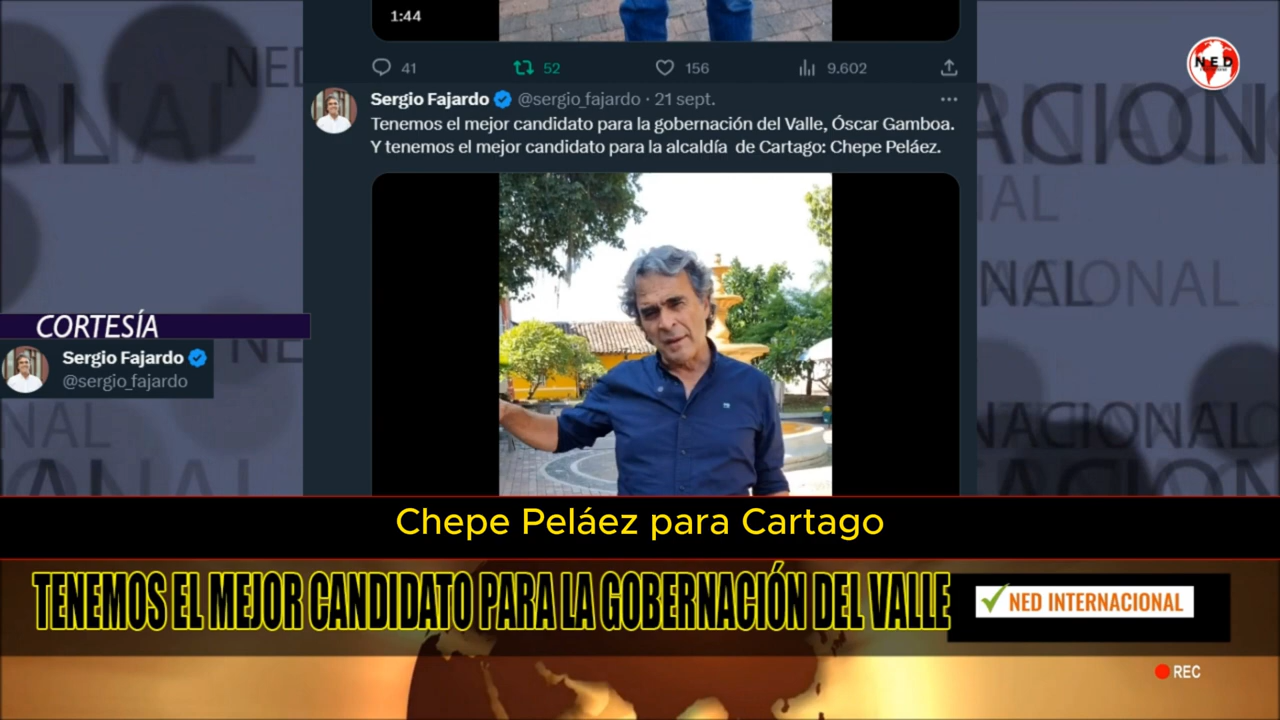 1:44
41 52 156 9.602
NED
Sergio Fajardo @sergio_fajardo · 21 sept.
Tenemos el mejor candidato para la gobernación del Valle, Óscar Gamboa.
Y tenemos el mejor candidato para la alcaldía de Cartago: Chepe Peláez.
CORTESÍA
Sergio Fajardo
@sergio_fajardo
Chepe Peláez para Cartago
TENEMOS EL MEJOR CANDIDATO PARA LA GOBERNACIÓN DEL VALLE
NED INTERNACIONAL
REC